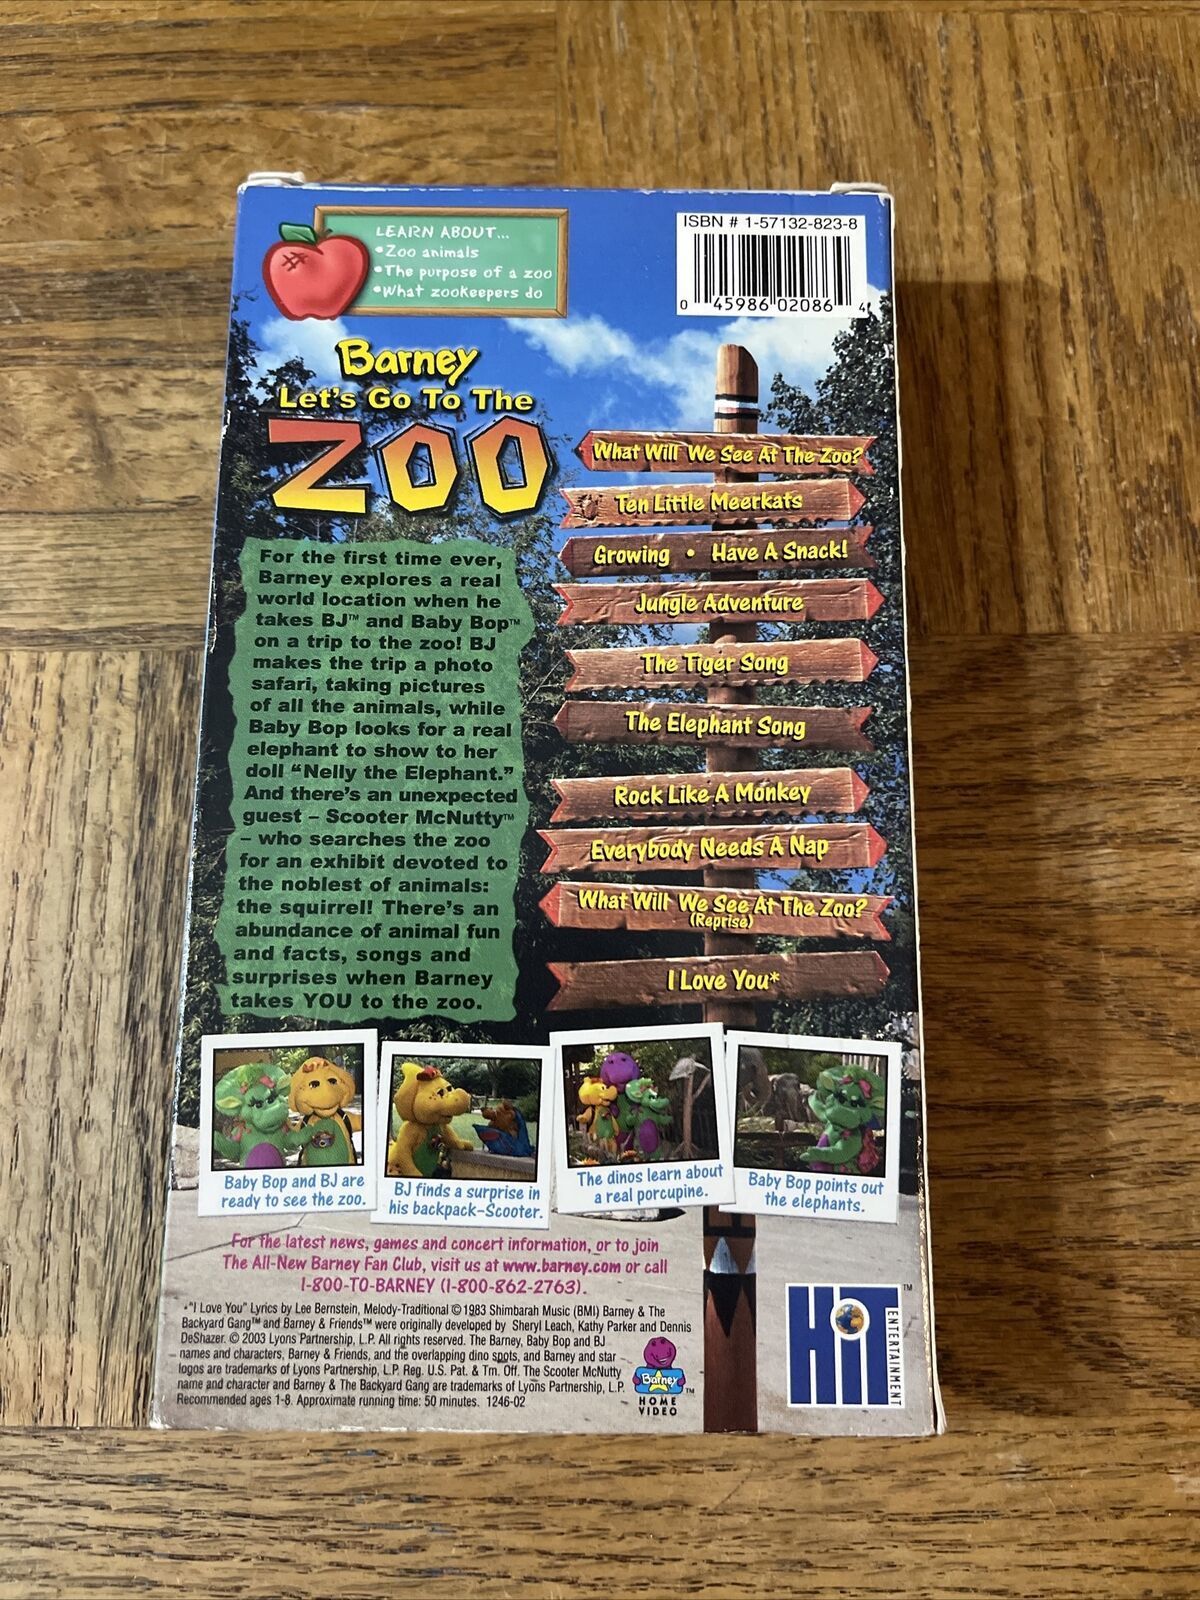 LEARN ABOUT...
•Zoo animals
•The purpose of a zoo
•What zookeepers do
ISBN # 1-57132-823-8
0 45986 02086 4
Barney
Let's Go To The
ZOO
For the first time ever,
Barney explores a real
world location when he
takes BJ™ and Baby Bop™
on a trip to the zoo! BJ
makes the trip a photo
safari, taking pictures
of all the animals, while
Baby Bop looks for a real
elephant to show to her
doll “Nelly the Elephant.”
And there's an unexpected
guest – Scooter McNutty™
– who searches the zoo
for an exhibit devoted to
the noblest of animals:
the squirrel! There's an
abundance of animal fun
and facts, songs and
surprises when Barney
takes YOU to the zoo.
What Will We See At The Zoo?
Ten Little Meerkats
Growing • Have A Snack!
Jungle Adventure
The Tiger Song
The Elephant Song
Rock Like A Monkey
Everybody Needs A Nap
What Will We See At The Zoo?
(Reprise)
I Love You*
Baby Bop and BJ are
ready to see the zoo.
BJ finds a surprise in
his backpack–Scooter.
The dinos learn about
a real porcupine.
Baby Bop points out
the elephants.
For the latest news, games and concert information, or to join
The All-New Barney Fan Club, visit us at www.barney.com or call
1-800-TO-BARNEY (1-800-862-2763).
*"I Love You" Lyrics by Lee Bernstein, Melody-Traditional © 1983 Shimbarah Music (BMI) Barney & The
Backyard Gang™ and Barney & Friends™ were originally developed by Sheryl Leach, Kathy Parker and Dennis
DeShazer. © 2003 Lyons Partnership, L.P. All rights reserved. The Barney, Baby Bop and BJ
names and characters, Barney & Friends, and the overlapping dino spots, and Barney and star
logos are trademarks of Lyons Partnership, L.P. Reg. U.S. Pat. & Tm. Off. The Scooter McNutty
name and character and Barney & The Backyard Gang are trademarks of Lyons Partnership, L.P.
Recommended ages 1-8. Approximate running time: 50 minutes. 1246-02
Barney™
HOME
VIDEO
HiT™
ENTERTAINMENT